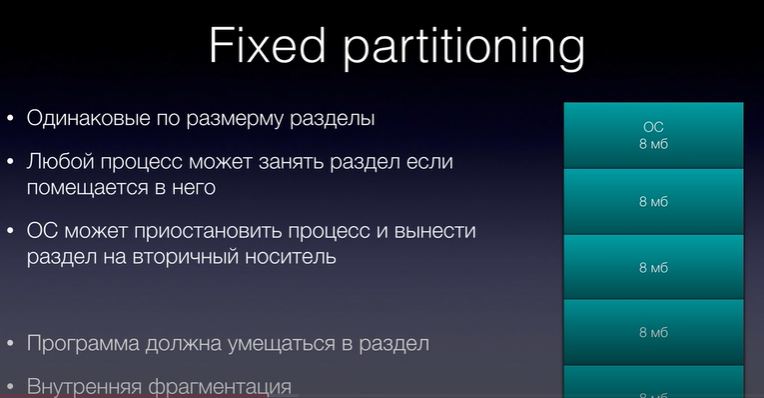 Fixed partitioning
• Одинаковые по размерму разделы
• Любой процесс может занять раздел если
помещается в него
• ОС может приостановить процесс и вынести
раздел на вторичный носитель
• Программа должна умещаться в раздел
• Внутренняя фрагментация
ОС
8 мб
8 мб
8 мб
8 мб
8 мб